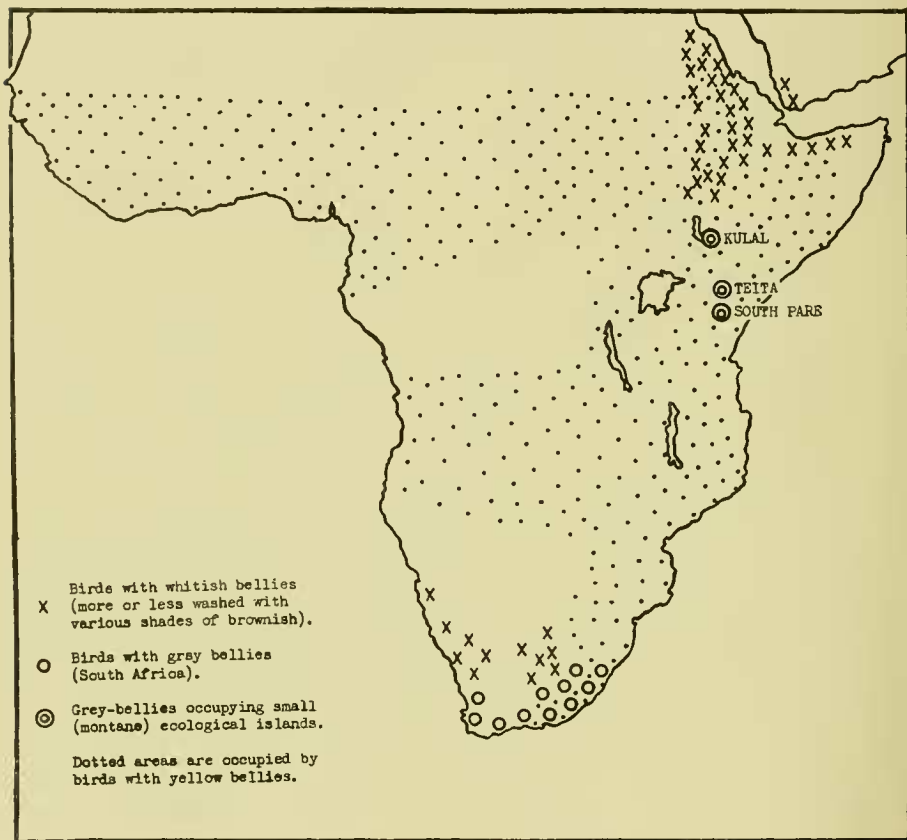 KULAL
TEITA
SOUTH PARE
X Birds with whitish bellies
(more or less washed with
various shades of brownish).
O Birds with gray bellies
(South Africa).
Grey-bellies occupying small
(montane) ecological islands.
Dotted areas are occupied by
birds with yellow bellies.